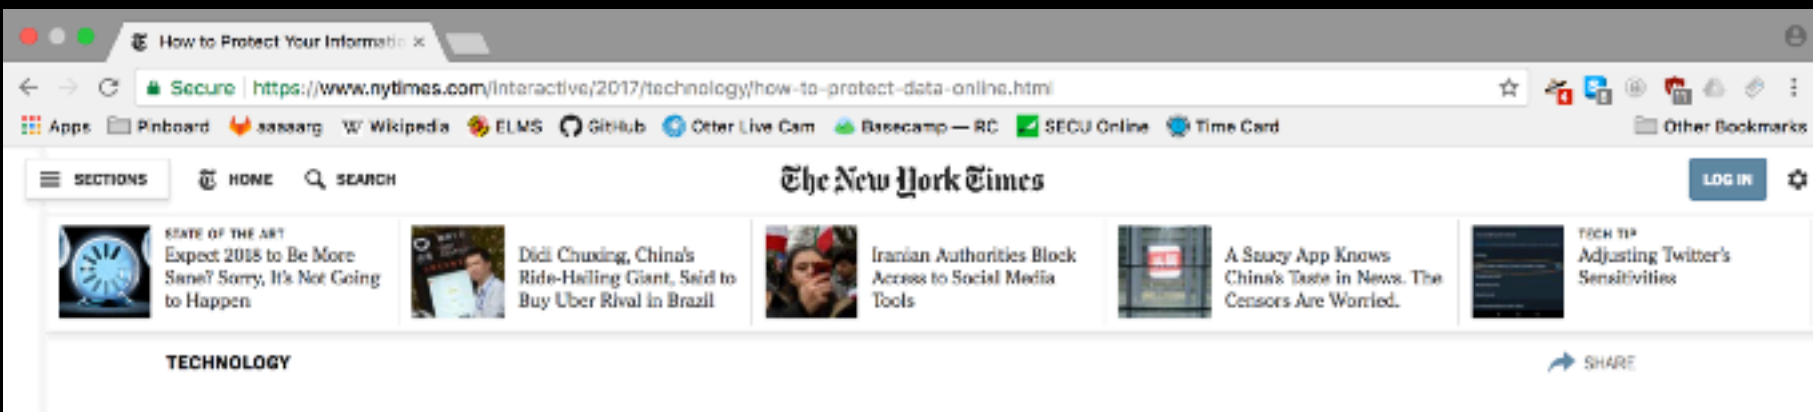 How to Protect Your Informatio
Secure https://www.nytimes.com/interactive/2017/technology/how-to-protect-data-online.html
Apps Pinboard aaaaarg Wikipedia ELMS GitHub Otter Live Cam Basecamp — RC SECU Online Time Card Other Bookmarks
SECTIONS HOME SEARCH The New York Times LOG IN
STATE OF THE ART
Expect 2018 to Be More
Sane? Sorry, It's Not Going
to Happen
Didi Chuxing, China's
Ride-Hailing Giant, Said to
Buy Uber Rival in Brazil
Iranian Authorities Block
Access to Social Media
Tools
A Saucy App Knows
China's Taste in News. The
Censors Are Worried.
TECH TIP
Adjusting Twitter's
Sensitivities
TECHNOLOGY SHARE